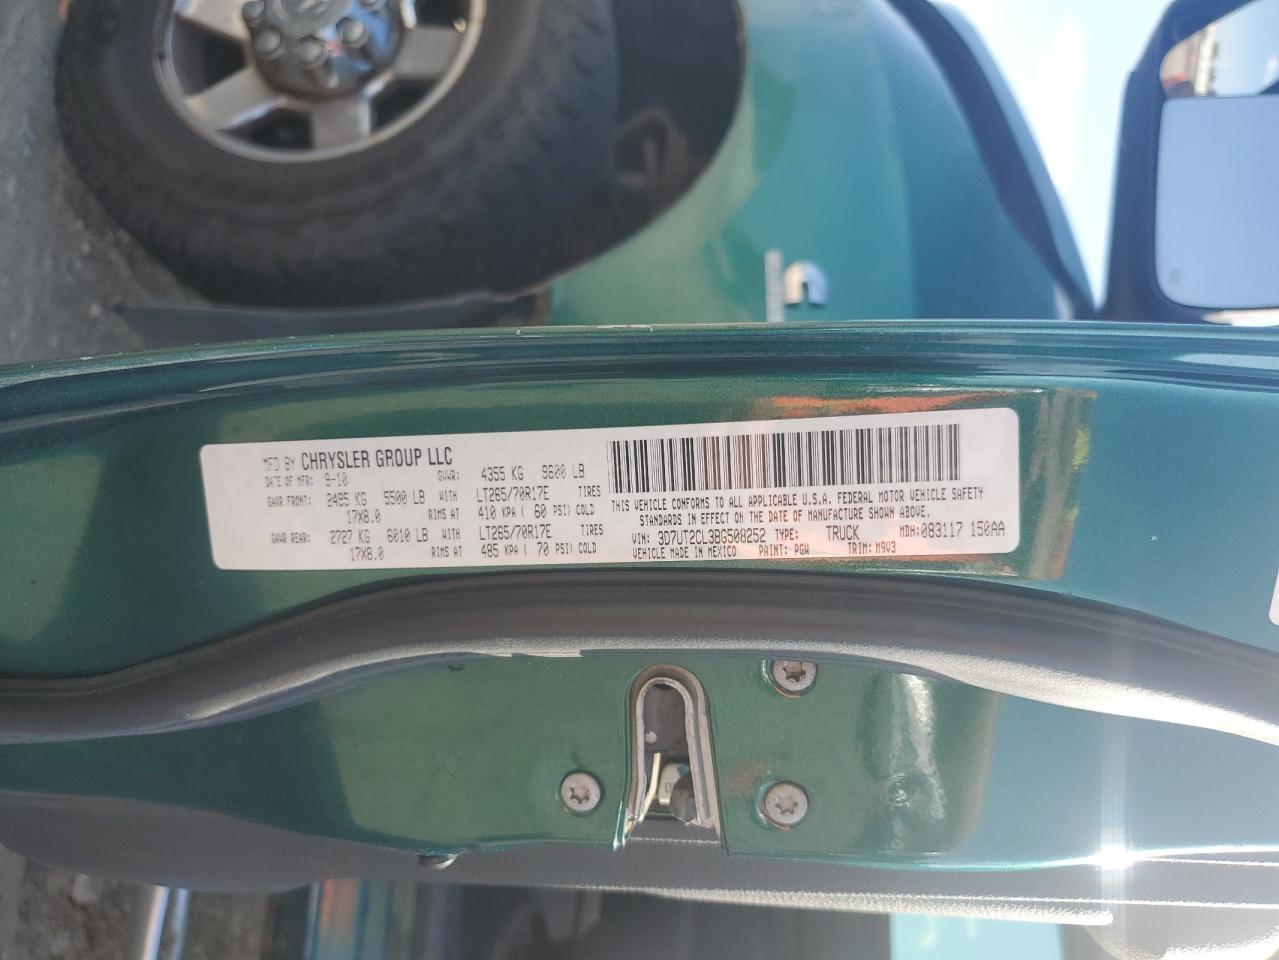 MFD BY CHRYSLER GROUP LLC
DATE OF MFR: 9-10 GVWR: 4355 KG 9600 LB
GAWR FRONT: 2495 KG 5500 LB WITH LT265/70R17E TIRES
17X8.0 RIMS AT 410 KPA ( 60 PSI) COLD
GAWR REAR: 2727 KG 6010 LB WITH LT265/70R17E TIRES
17X8.0 RIMS AT 485 KPA ( 70 PSI) COLD
THIS VEHICLE CONFORMS TO ALL APPLICABLE U.S.A. FEDERAL MOTOR VEHICLE SAFETY
STANDARDS IN EFFECT ON THE DATE OF MANUFACTURE SHOWN ABOVE.
VIN: 3D7UT2CL3BG508252 TYPE: TRUCK MDH:083117 150AA
VEHICLE MADE IN MEXICO PAINT: PGW TRIM: M9V3